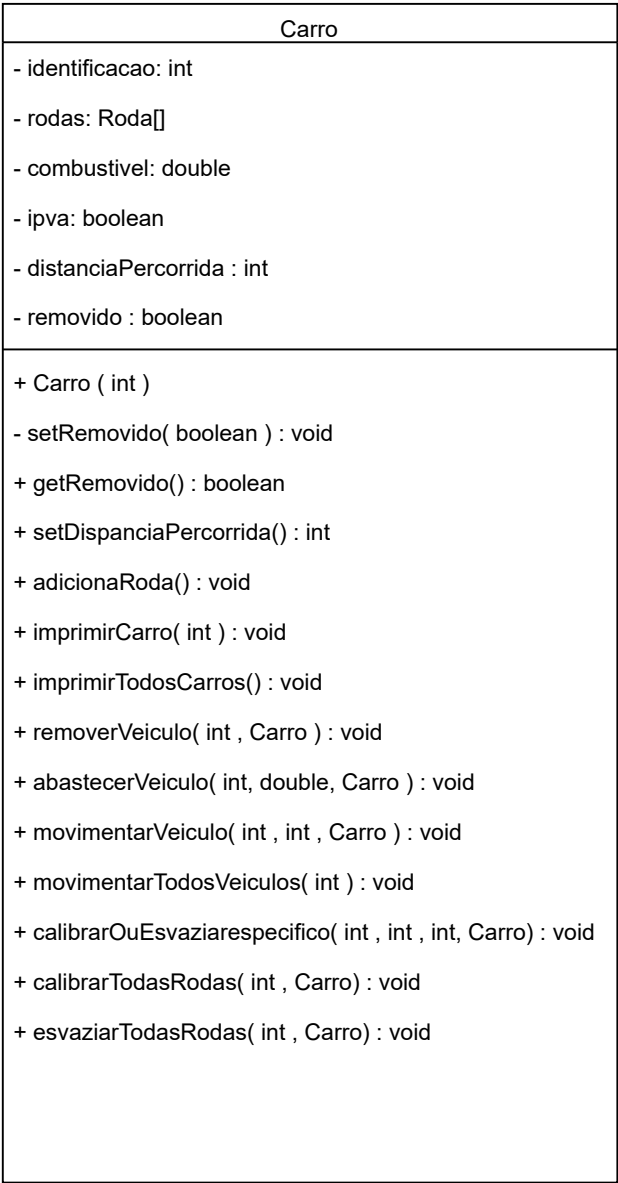 Carro
- identificacao: int
- rodas: Roda[]
- combustivel: double
- ipva: boolean
- distanciaPercorrida : int
- removido : boolean
+ Carro ( int )
- setRemovido( boolean ) : void
+ getRemovido() : boolean
+ setDispanciaPercorrida() : int
+ adicionaRoda() : void
+ imprimirCarro( int ) : void
+ imprimirTodosCarros() : void
+ removerVeiculo( int , Carro ) : void
+ abastecerVeiculo( int, double, Carro ) : void
+ movimentarVeiculo( int , int , Carro ) : void
+ movimentarTodosVeiculos( int ) : void
+ calibrarOuEsvaziarespecifico( int , int , int, Carro) : void
+ calibrarTodasRodas( int , Carro) : void
+ esvaziarTodasRodas( int , Carro) : void